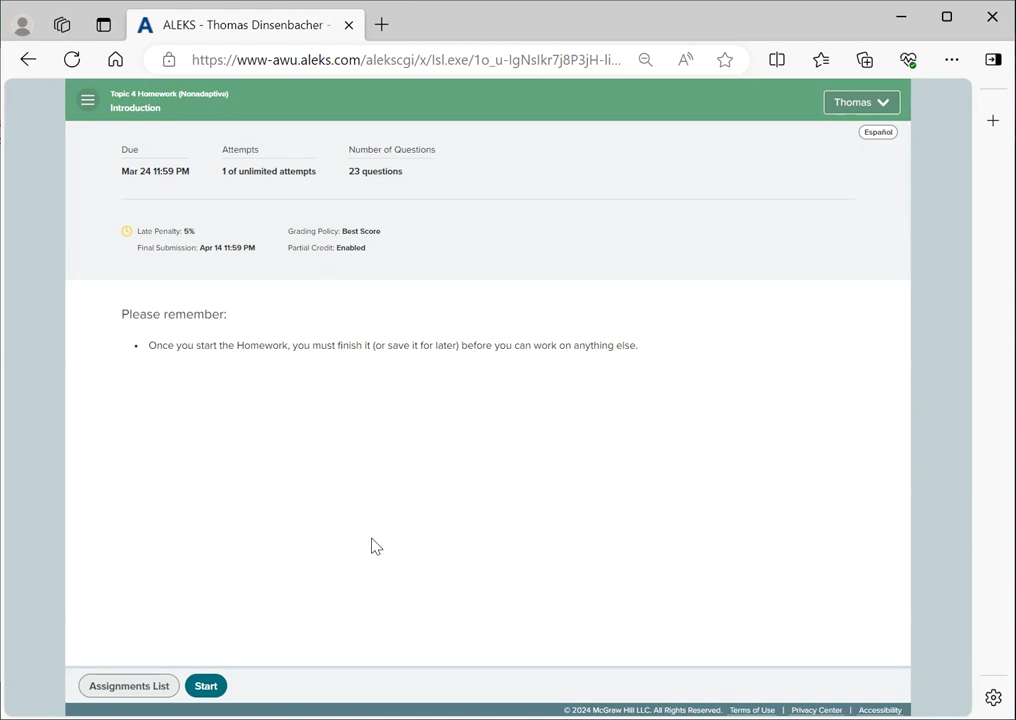 ALEKS - Thomas Dinsenbacher -
https://www-awu.aleks.com/alekscgi/x/Isl.exe/1o_u-IgNsIkr7j8P3jH-Ii...
Topic 4 Homework (Nonadaptive)
Introduction
Thomas
Español
Due
Attempts
Number of Questions
Mar 24 11:59 PM
1 of unlimited attempts
23 questions
Late Penalty: 5%
Grading Policy: Best Score
Final Submission: Apr 14 11:59 PM
Partial Credit: Enabled
Please remember:
• Once you start the Homework, you must finish it (or save it for later) before you can work on anything else.
Assignments List
Start
© 2024 McGraw Hill LLC. All Rights Reserved. Terms of Use | Privacy Center | Accessibility